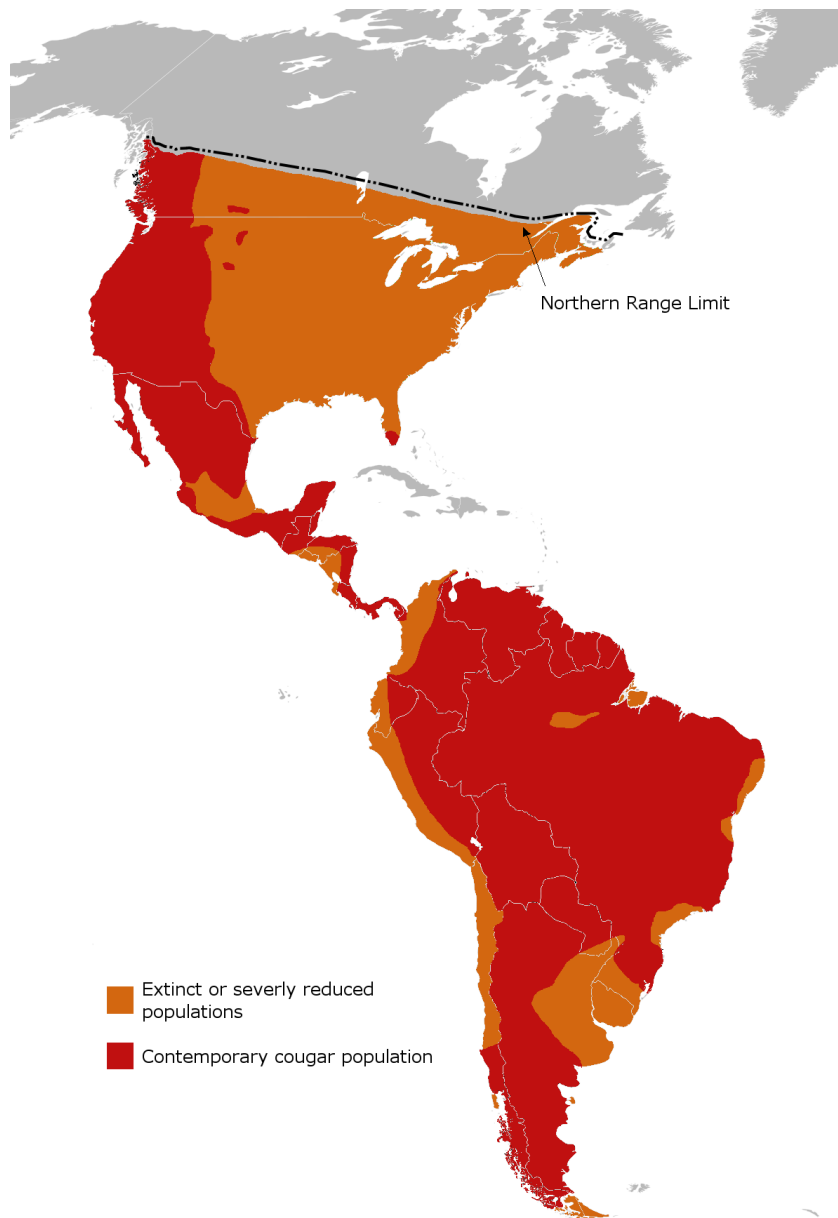 Northern Range Limit
Extinct or severly reduced
populations
Contemporary cougar population